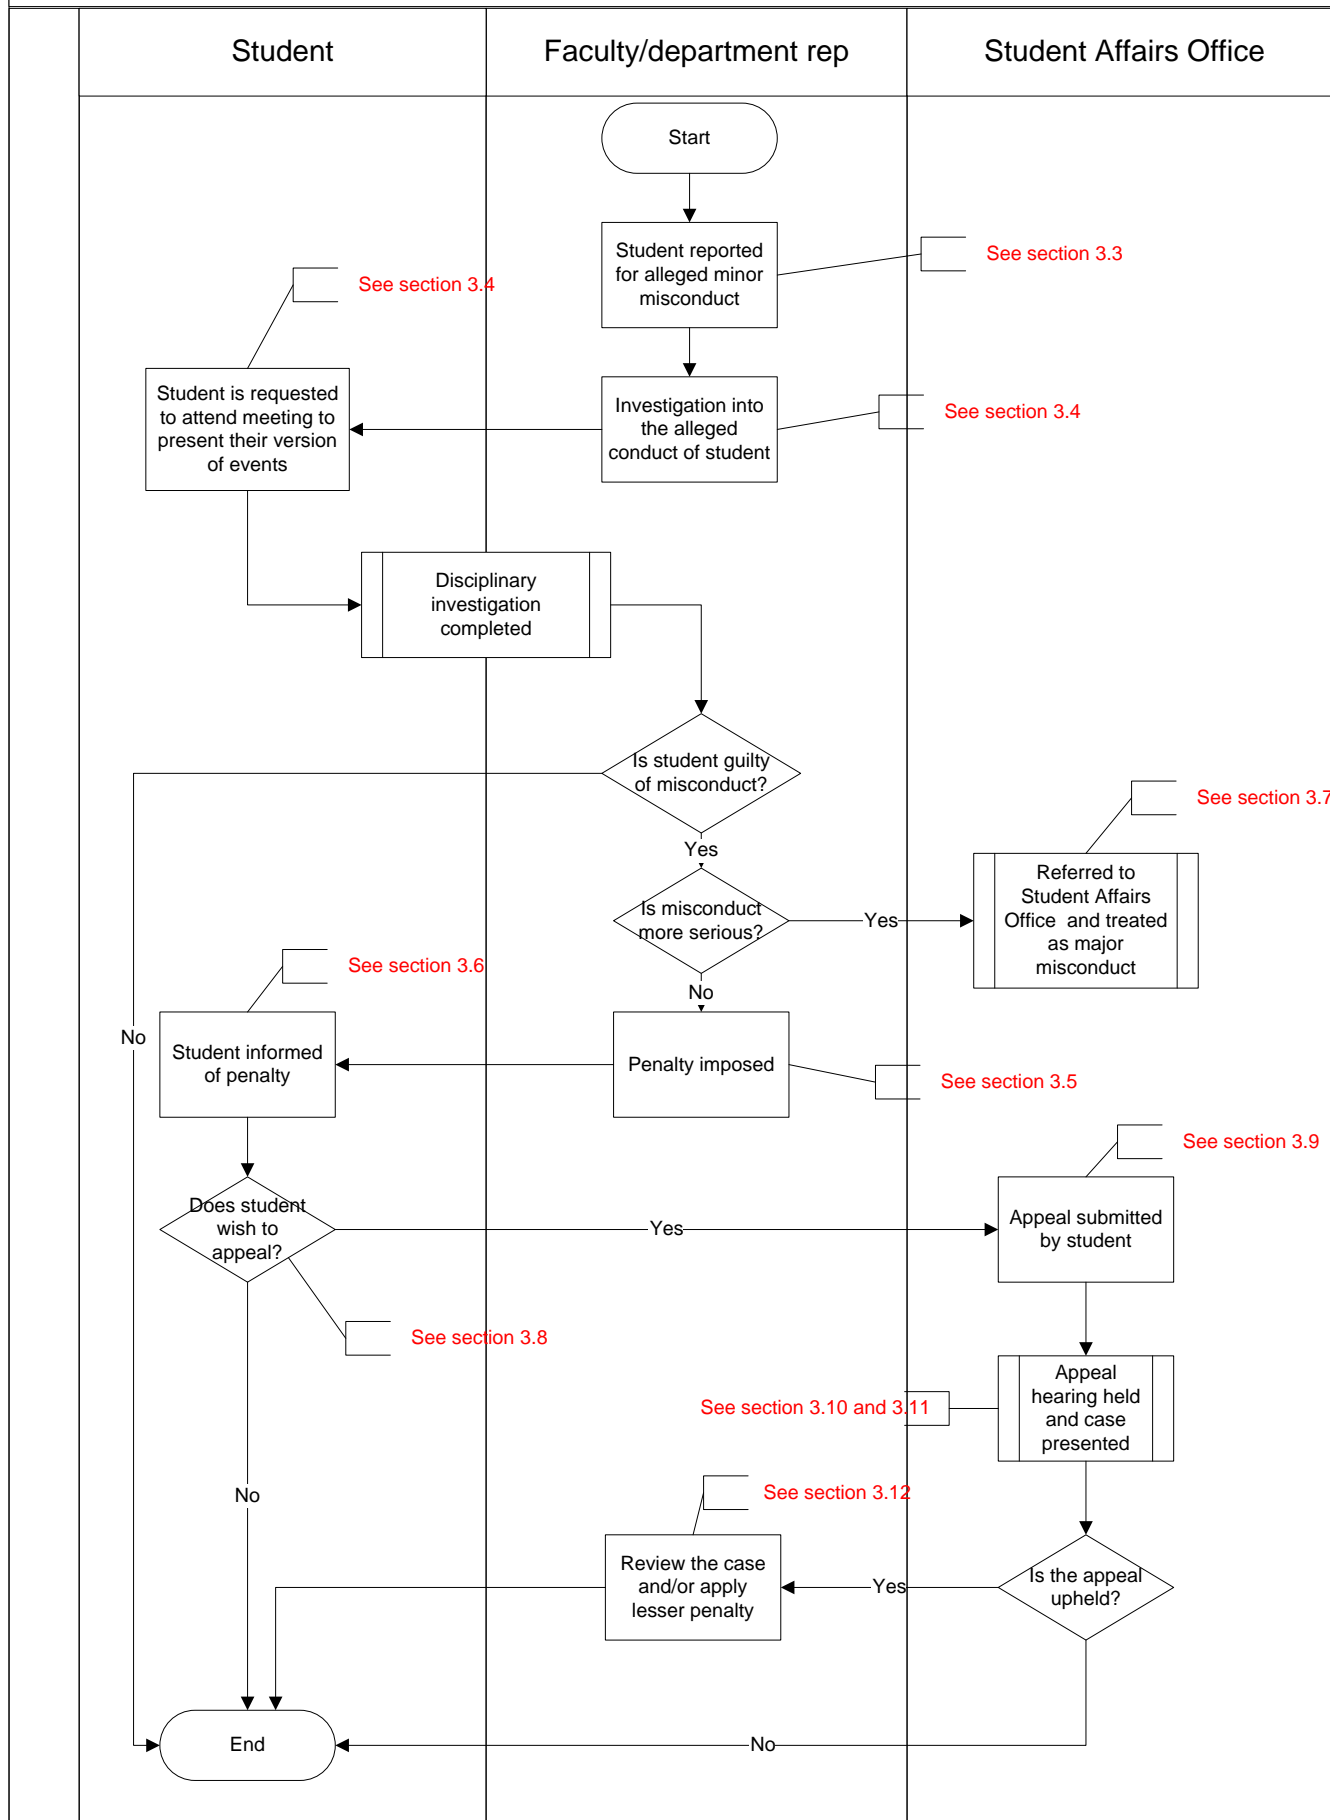 Student
Faculty/department rep
Student Affairs Office
Start
Student reported
for alleged minor
misconduct
See section 3.3
See section 3.4
Student is requested
to attend meeting to
present their version
of events
Investigation into
the alleged
conduct of student
See section 3.4
Disciplinary
investigation
completed
Is student guilty
of misconduct?
See section 3.7
Yes
Referred to
Student Affairs
Office and treated
as major
misconduct
Is misconduct
more serious?
Yes
See section 3.6
No
No
Student informed
of penalty
Penalty imposed
See section 3.5
See section 3.9
Does student
wish to
appeal?
Yes
Appeal submitted
by student
See section 3.8
Appeal
hearing held
and case
presented
See section 3.10 and 3.11
No
See section 3.12
Review the case
and/or apply
lesser penalty
Yes
Is the appeal
upheld?
End
No